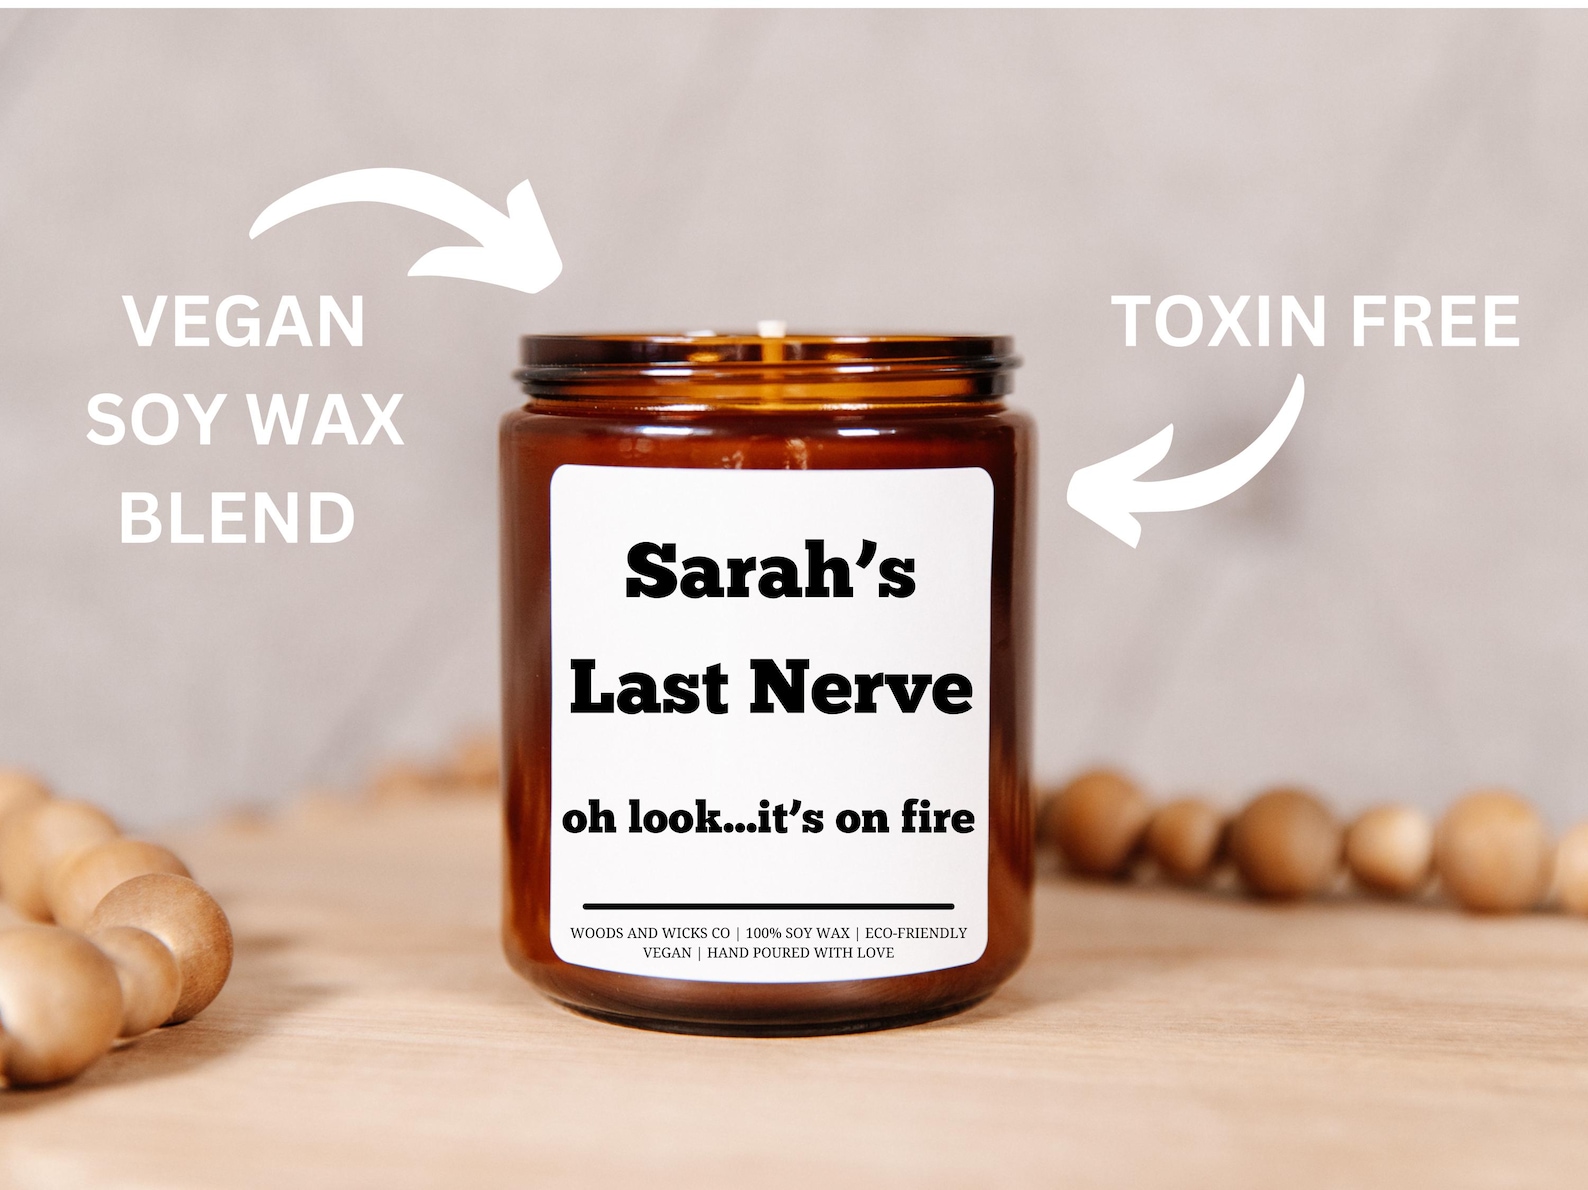 VEGAN
SOY WAX
BLEND
TOXIN FREE
Sarah’s
Last Nerve
oh look...it’s on fire
WOODS AND WICKS CO | 100% SOY WAX | ECO-FRIENDLY
VEGAN | HAND POURED WITH LOVE